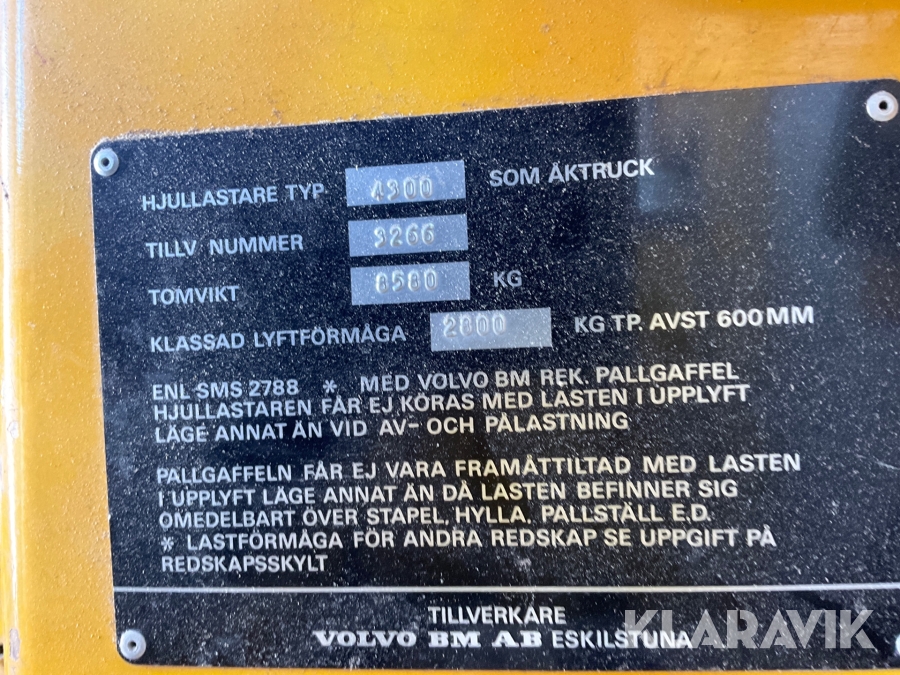 HJULLASTARE TYP 4300 SOM ÅKTRUCK
TILLV NUMMER 3266
TOMVIKT 8580 KG
KLASSAD LYFTFÖRMÅGA 2800 KG TP. AVST 600MM
ENL SMS 2788 * MED VOLVO BM REK. PALLGAFFEL
HJULLASTAREN FÅR EJ KÖRAS MED LASTEN I UPPLYFT
LÄGE ANNAT ÄN VID AV- OCH PÅLASTNING
PALLGAFFELN FÅR EJ VARA FRAMÅTTILTAD MED LASTEN
I UPPLYFT LÄGE ANNAT ÄN DÅ LASTEN BEFINNER SIG
OMEDELBART ÖVER STAPEL, HYLLA, PALLSTÄLL E.D.
* LASTFÖRMÅGA FÖR ANDRA REDSKAP SE UPPGIFT PÅ
REDSKAPSSKYLT
TILLVERKARE
VOLVO BM AB ESKILSTUNA
KLARAVIK